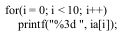 for(i = 0; i < 10; i++)
printf("%3d ", ia[i]);